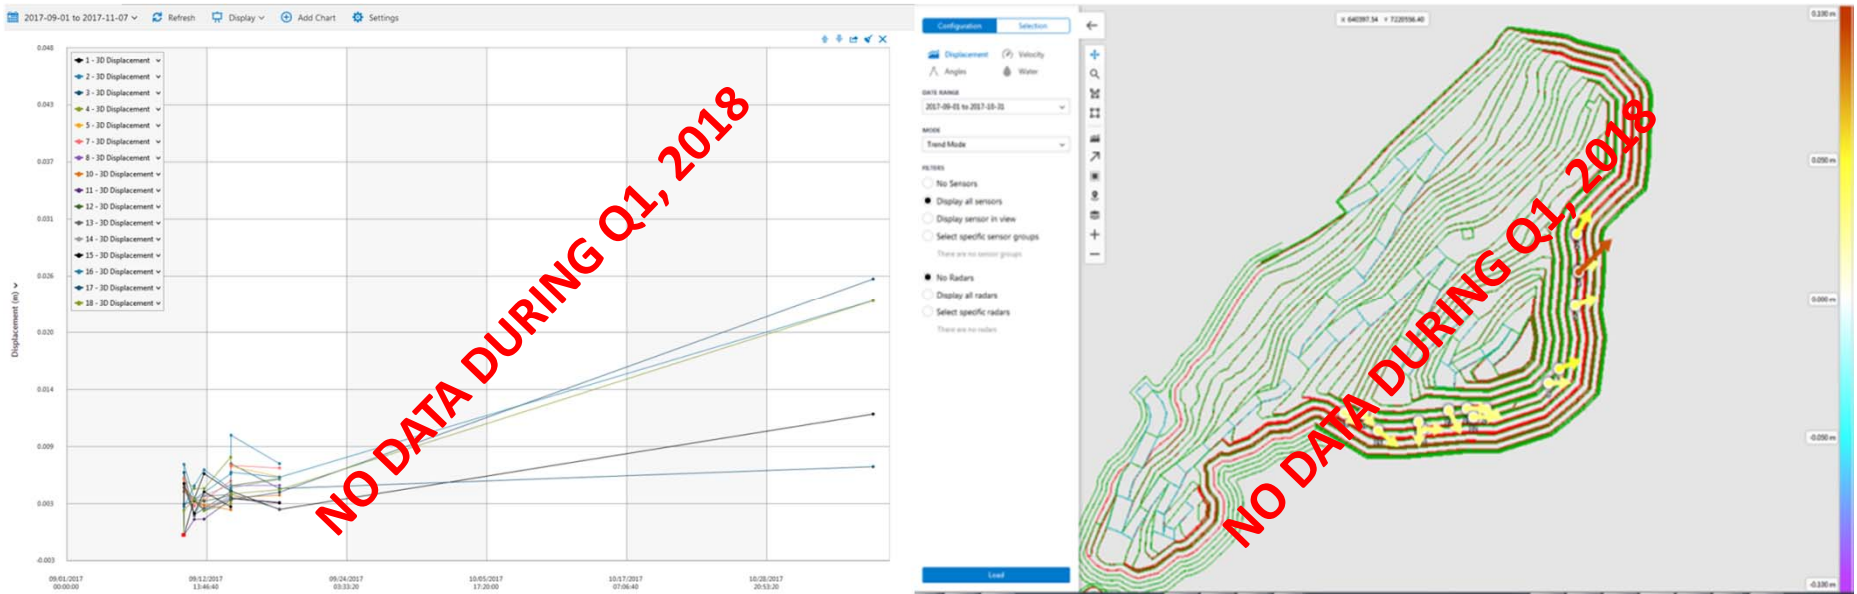 2017-09-01 to 2017-11-07 Refresh Display Add Chart Settings
0.048
0.043
0.037
0.031
0.026
0.020
0.014
0.009
0.003
-0.003
Displacement (m)
1 - 3D Displacement
2 - 3D Displacement
3 - 3D Displacement
4 - 3D Displacement
5 - 3D Displacement
7 - 3D Displacement
8 - 3D Displacement
10 - 3D Displacement
11 - 3D Displacement
12 - 3D Displacement
13 - 3D Displacement
14 - 3D Displacement
15 - 3D Displacement
16 - 3D Displacement
17 - 3D Displacement
18 - 3D Displacement
NO DATA DURING Q1, 2018
09/01/2017 09/12/2017 09/24/2017 10/05/2017 10/17/2017 10/28/2017
00:00:00 13:46:40 03:33:20 17:20:00 07:06:40 20:53:20
Configuration Selection
Displacement Velocity
Angles Water
DATE RANGE
2017-09-01 to 2017-10-31
MODE
Trend Mode
FILTERS
No Sensors
Display all sensors
Display sensor in view
Select specific sensor groups
There are no sensor groups
No Radars
Display all radars
Select specific radars
There are no radars
Load
X 640397.54 Y 7220596.40
NO DATA DURING Q1, 2018
0.100 m
0.050 m
0.000 m
-0.050 m
-0.100 m